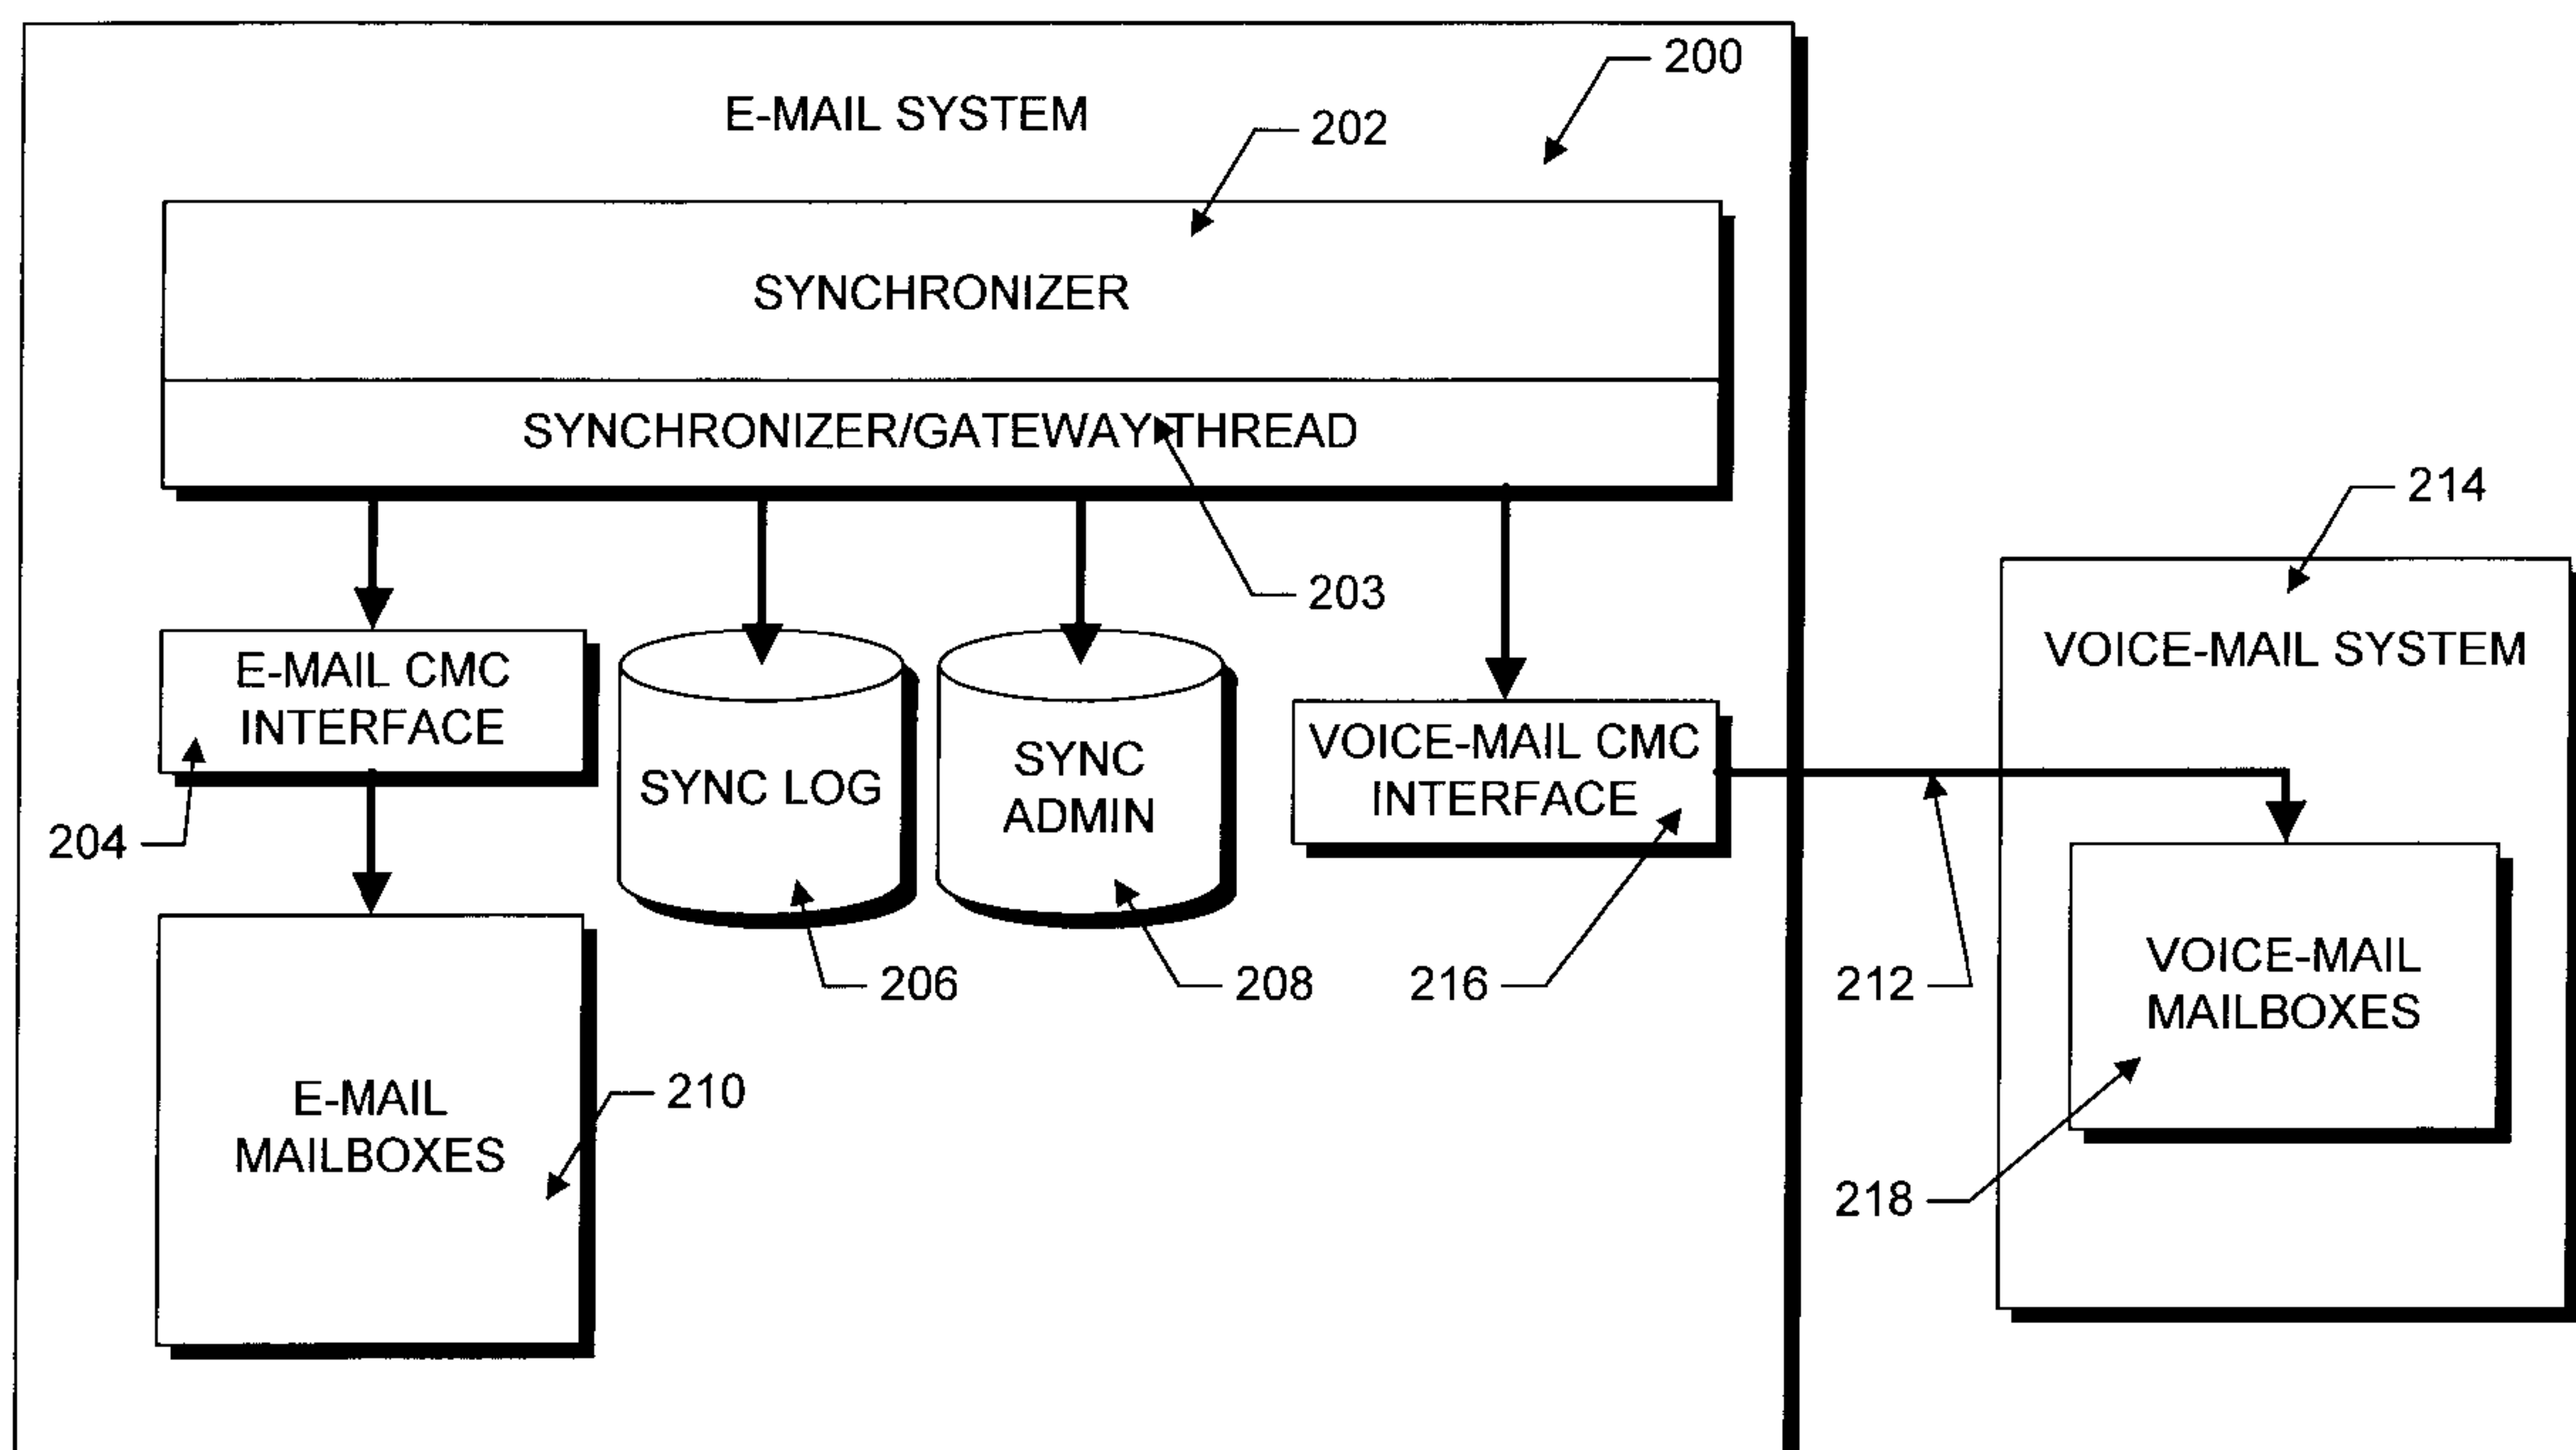 200
E-MAIL SYSTEM
202
SYNCHRONIZER
SYNCHRONIZER/GATEWAY THREAD
203
214
VOICE-MAIL SYSTEM
E-MAIL CMC
INTERFACE
204
SYNC LOG
206
SYNC
ADMIN
208
VOICE-MAIL CMC
INTERFACE
216
212
E-MAIL
MAILBOXES
210
VOICE-MAIL
MAILBOXES
218